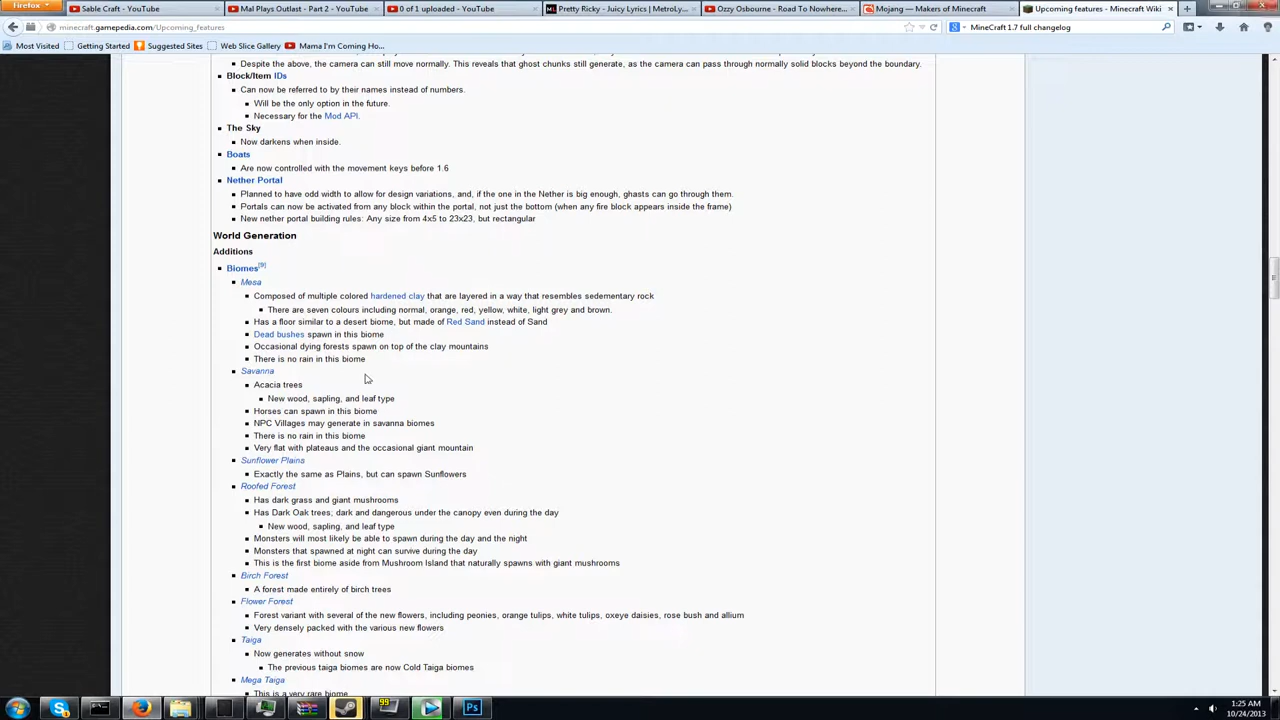 Firefox
Sable Craft - YouTube
Mal Plays Outlast - Part 2 - YouTube
0 of 1 uploaded - YouTube
Pretty Ricky - Juicy Lyrics | MetroLy...
Ozzy Osbourne - Road To Nowhere...
Mojang — Makers of Minecraft
Upcoming features - Minecraft Wiki
minecraft.gamepedia.com/Upcoming_features
MineCraft 1.7 full changelog
Most Visited
Getting Started
Suggested Sites
Web Slice Gallery
Mama I'm Coming Ho...
Despite the above, the camera can still move normally. This reveals that ghost chunks still generate, as the camera can pass through normally solid blocks beyond the boundary.
Block/Item IDs
Can now be referred to by their names instead of numbers.
Will be the only option in the future.
Necessary for the Mod API.
The Sky
Now darkens when inside.
Boats
Are now controlled with the movement keys before 1.6
Nether Portal
Planned to have odd width to allow for design variations, and, if the one in the Nether is big enough, ghasts can go through them.
Portals can now be activated from any block within the portal, not just the bottom (when any fire block appears inside the frame)
New nether portal building rules: Any size from 4x5 to 23x23, but rectangular
World Generation
Additions
Biomes[9]
Mesa
Composed of multiple colored hardened clay that are layered in a way that resembles sedementary rock
There are seven colours including normal, orange, red, yellow, white, light grey and brown.
Has a floor similar to a desert biome, but made of Red Sand instead of Sand
Dead bushes spawn in this biome
Occasional dying forests spawn on top of the clay mountains
There is no rain in this biome
Savanna
Acacia trees
New wood, sapling, and leaf type
Horses can spawn in this biome
NPC Villages may generate in savanna biomes
There is no rain in this biome
Very flat with plateaus and the occasional giant mountain
Sunflower Plains
Exactly the same as Plains, but can spawn Sunflowers
Roofed Forest
Has dark grass and giant mushrooms
Has Dark Oak trees; dark and dangerous under the canopy even during the day
New wood, sapling, and leaf type
Monsters will most likely be able to spawn during the day and the night
Monsters that spawned at night can survive during the day
This is the first biome aside from Mushroom Island that naturally spawns with giant mushrooms
Birch Forest
A forest made entirely of birch trees
Flower Forest
Forest variant with several of the new flowers, including peonies, orange tulips, white tulips, oxeye daisies, rose bush and allium
Very densely packed with the various new flowers
Taiga
Now generates without snow
The previous taiga biomes are now Cold Taiga biomes
Mega Taiga
This is a very rare biome
99
Ps
1:25 AM
10/24/2013